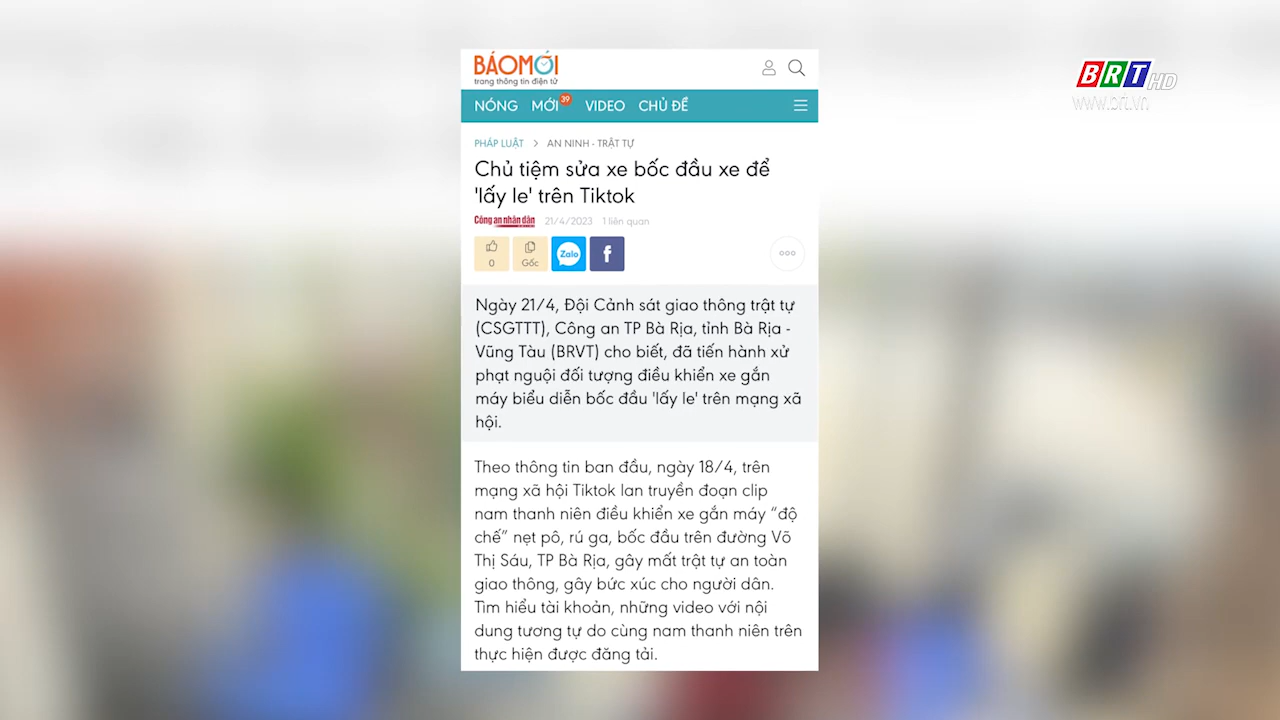 BÁOMỚI
trang thông tin điện tử
NÓNG MỚI 39 VIDEO CHỦ ĐỀ
PHÁP LUẬT > AN NINH - TRẬT TỰ
Chủ tiệm sửa xe bốc đầu xe để
'lấy le' trên Tiktok
Công an nhân dân 21/4/2023 1 liên quan
0 Gốc Zalo f
Ngày 21/4, Đội Cảnh sát giao thông trật tự
(CSGTTT), Công an TP Bà Rịa, tỉnh Bà Rịa -
Vũng Tàu (BRVT) cho biết, đã tiến hành xử
phạt nguội đối tượng điều khiển xe gắn
máy biểu diễn bốc đầu 'lấy le' trên mạng xã
hội.
Theo thông tin ban đầu, ngày 18/4, trên
mạng xã hội Tiktok lan truyền đoạn clip
nam thanh niên điều khiển xe gắn máy “độ
chế” nẹt pô, rú ga, bốc đầu trên đường Võ
Thị Sáu, TP Bà Rịa, gây mất trật tự an toàn
giao thông, gây bức xúc cho người dân.
Tìm hiểu tài khoản, những video với nội
dung tương tự do cùng nam thanh niên trên
thực hiện được đăng tải.
BRT HD
www.brt.vn